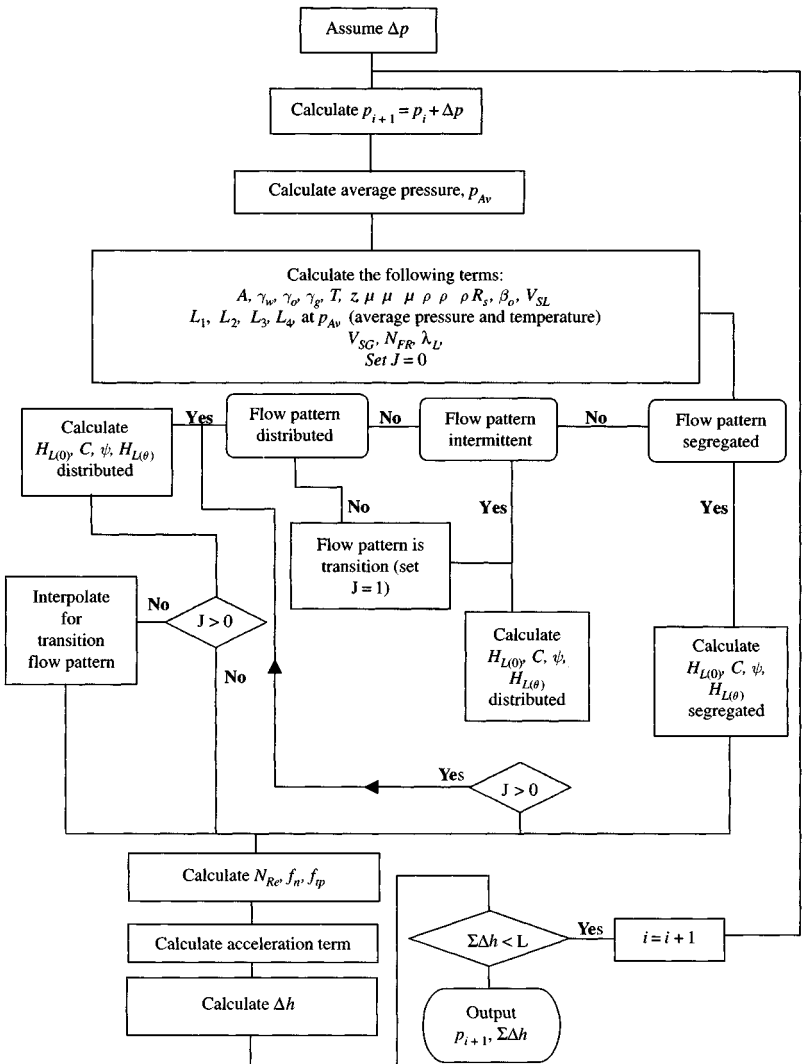 Assume Δp
Calculate p_{i+1} = p_i + Δp
Calculate average pressure, p_{Av}
Calculate the following terms:
A, γ_w, γ_o, γ_g, T, z, μ μ μ ρ ρ ρ R_s, β_o, V_{SL}
L_1, L_2, L_3, L_4, at p_{Av} (average pressure and temperature)
V_{SG}, N_{FR}, λ_L,
Set J = 0
Calculate
H_{L(0)}, C, ψ, H_{L(θ)}
distributed
Yes
Flow pattern
distributed
No
Flow pattern
intermittent
No
Flow pattern
segregated
No
Yes
Yes
Flow pattern is
transition (set
J = 1)
Interpolate
for
transition
flow pattern
No
J > 0
No
Calculate
H_{L(0)}, C, ψ,
H_{L(θ)}
distributed
Calculate
H_{L(0)}, C, ψ,
H_{L(θ)}
segregated
Yes
J > 0
Calculate N_{Re}, f_n, f_{tp}
Calculate acceleration term
Calculate Δh
ΣΔh < L
Yes
i = i + 1
Output
p_{i+1}, ΣΔh